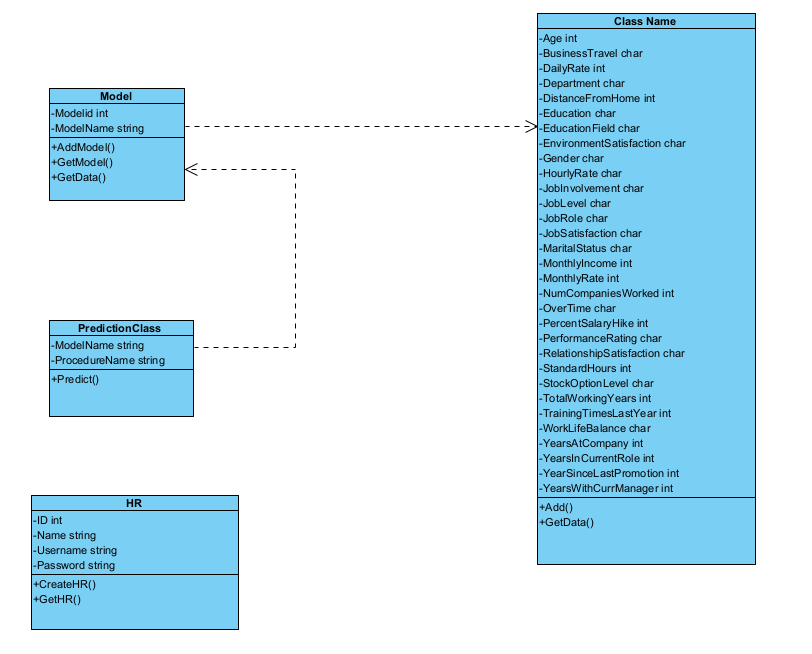 Class Name
-Age int
-BusinessTravel char
-DailyRate int
-Department char
-DistanceFromHome int
-Education char
-EducationField char
-EnvironmentSatisfaction char
-Gender char
-HourlyRate char
-JobInvolvement char
-JobLevel char
-JobRole char
-JobSatisfaction char
-MaritalStatus char
-MonthlyIncome int
-MonthlyRate int
-NumCompaniesWorked int
-OverTime char
-PercentSalaryHike int
-PerformanceRating char
-RelationshipSatisfaction char
-StandardHours int
-StockOptionLevel char
-TotalWorkingYears int
-TrainingTimesLastYear int
-WorkLifeBalance char
-YearsAtCompany int
-YearsInCurrentRole int
-YearSinceLastPromotion int
-YearsWithCurrManager int
+Add()
+GetData()
Model
-Modelid int
-ModelName string
+AddModel()
+GetModel()
+GetData()
PredictionClass
-ModelName string
-ProcedureName string
+Predict()
HR
-ID int
-Name string
-Username string
-Password string
+CreateHR()
+GetHR()